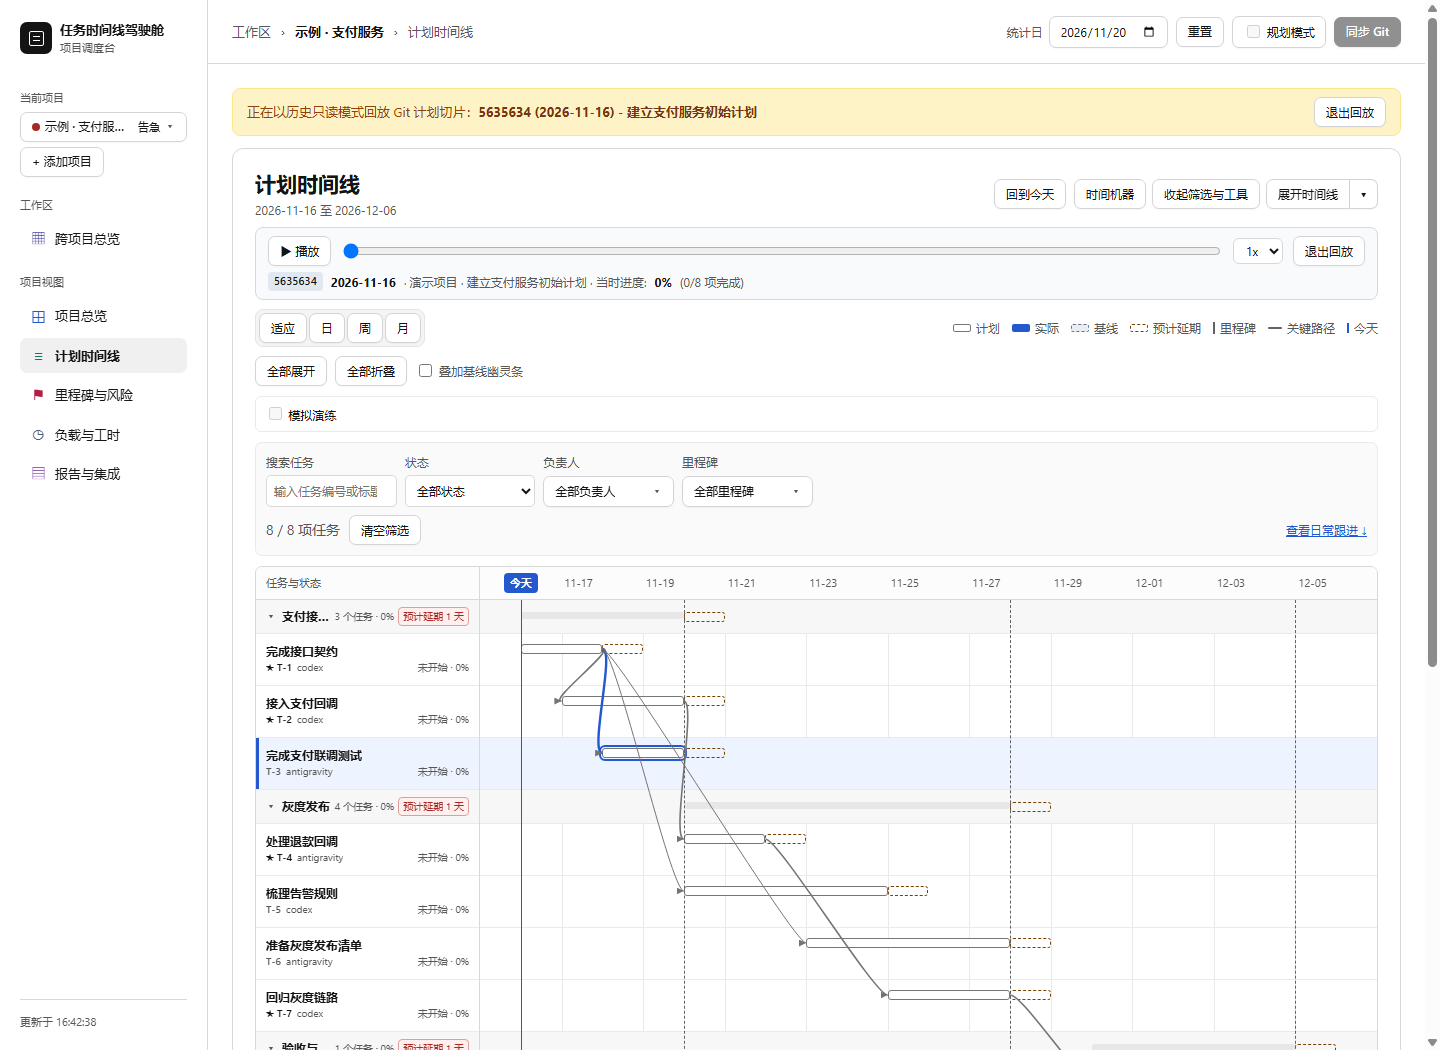 任务时间线驾驶舱
项目调度台
当前项目
示例 · 支付服... 告急
+ 添加项目
工作区
跨项目总览
项目视图
项目总览
计划时间线
里程碑与风险
负载与工时
报告与集成
更新于 16:42:38
工作区 › 示例 · 支付服务 › 计划时间线
统计日 2026/11/20 重置 规划模式 同步 Git
正在以历史只读模式回放 Git 计划切片: 5635634 (2026-11-16) - 建立支付服务初始计划 退出回放
计划时间线
2026-11-16 至 2026-12-06
回到今天 时间机器 收起筛选与工具 展开时间线
▶ 播放 1x 退出回放
5635634 2026-11-16 · 演示项目 · 建立支付服务初始计划 · 当时进度: 0% (0/8 项完成)
适应 日 周 月
计划 实际 基线 预计延期 里程碑 关键路径 今天
全部展开 全部折叠 叠加基线幽灵条
模拟演练
搜索任务 状态 负责人 里程碑
输入任务编号或标题 全部状态 全部负责人 全部里程碑
8 / 8 项任务 清空筛选 查看日常跟进 ↓
任务与状态 今天 11-17 11-19 11-21 11-23 11-25 11-27 11-29 12-01 12-03 12-05
支付接... 3 个任务 · 0% 预计延期 1 天
完成接口契约
★ T-1 codex 未开始 · 0%
接入支付回调
★ T-2 codex 未开始 · 0%
完成支付联调测试
T-3 antigravity 未开始 · 0%
灰度发布 4 个任务 · 0% 预计延期 1 天
处理退款回调
★ T-4 antigravity 未开始 · 0%
梳理告警规则
T-5 codex 未开始 · 0%
准备灰度发布清单
T-6 antigravity 未开始 · 0%
回归灰度链路
★ T-7 codex 未开始 · 0%
验收与... 1 个任务 · 0% 预计延期 1 天